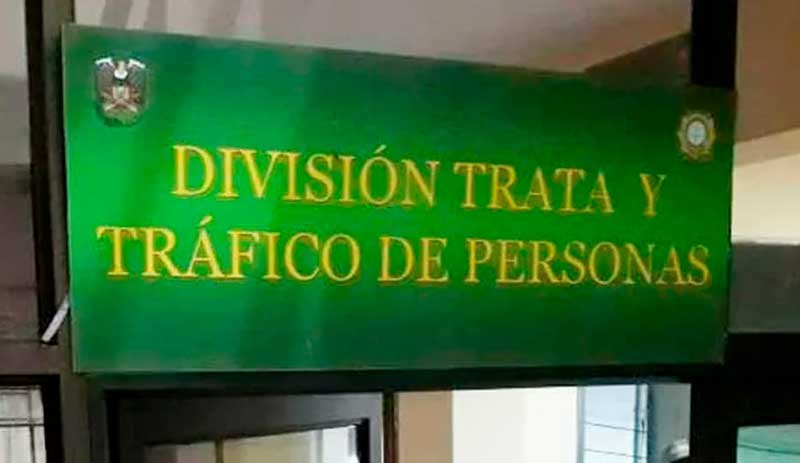 DIVISIÓN TRATA Y
TRÁFICO DE PERSONAS